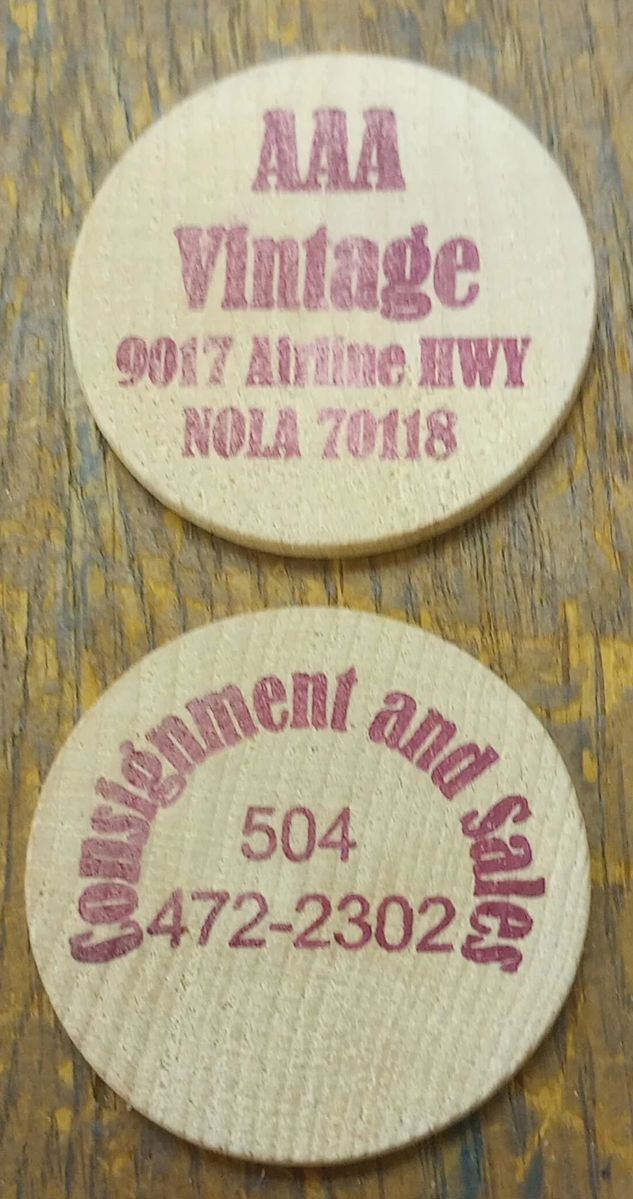 AAA
Vintage
9017 Airline HWY
NOLA 70118
Consignment and Sales
504
472-2302